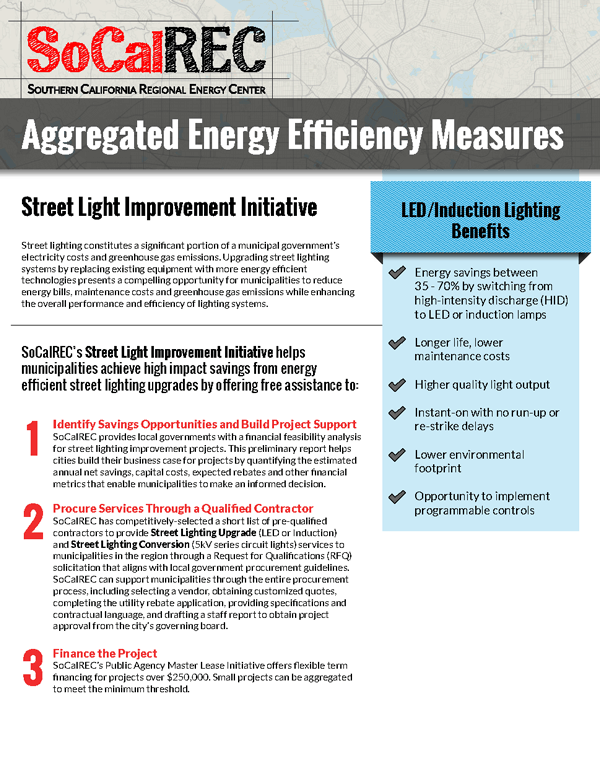 SoCalREC
SOUTHERN CALIFORNIA REGIONAL ENERGY CENTER
Aggregated Energy Efficiency Measures
Street Light Improvement Initiative
Street lighting constitutes a significant portion of a municipal government's
electricity costs and greenhouse gas emissions. Upgrading street lighting
systems by replacing existing equipment with more energy efficient
technologies presents a compelling opportunity for municipalities to reduce
energy bills, maintenance costs and greenhouse gas emissions while enhancing
the overall performance and efficiency of lighting systems.
SoCalREC's Street Light Improvement Initiative helps
municipalities achieve high impact savings from energy
efficient street lighting upgrades by offering free assistance to:
1 Identify Savings Opportunities and Build Project Support
SoCalREC provides local governments with a financial feasibility analysis
for street lighting improvement projects. This preliminary report helps
cities build their business case for projects by quantifying the estimated
annual net savings, capital costs, expected rebates and other financial
metrics that enable municipalities to make an informed decision.
2 Procure Services Through a Qualified Contractor
SoCalREC has competitively-selected a short list of pre-qualified
contractors to provide Street Lighting Upgrade (LED or Induction)
and Street Lighting Conversion (5kV series circuit lights) services to
municipalities in the region through a Request for Qualifications (RFQ)
solicitation that aligns with local government procurement guidelines.
SoCalREC can support municipalities through the entire procurement
process, including selecting a vendor, obtaining customized quotes,
completing the utility rebate application, providing specifications and
contractual language, and drafting a staff report to obtain project
approval from the city's governing board.
3 Finance the Project
SoCalREC's Public Agency Master Lease Initiative offers flexible term
financing for projects over $250,000. Small projects can be aggregated
to meet the minimum threshold.
LED/Induction Lighting
Benefits
Energy savings between
35 - 70% by switching from
high-intensity discharge (HID)
to LED or induction lamps
Longer life, lower
maintenance costs
Higher quality light output
Instant-on with no run-up or
re-strike delays
Lower environmental
footprint
Opportunity to implement
programmable controls